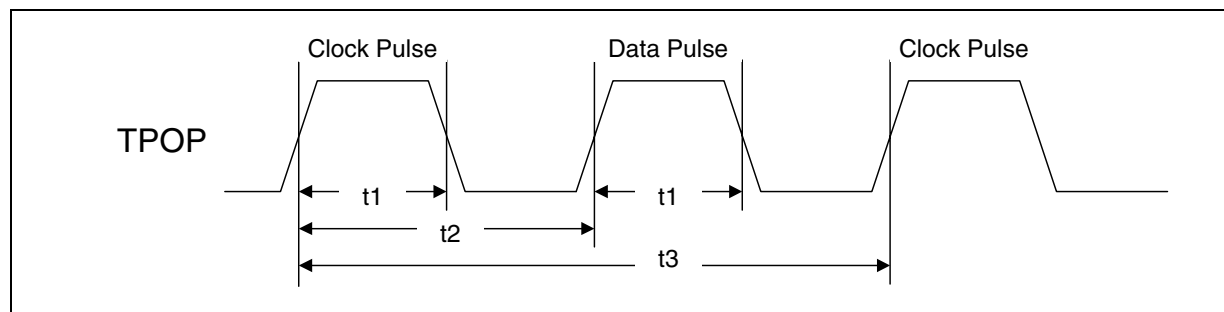 Clock Pulse Data Pulse Clock Pulse
TPOP
t1 t1
t2
t3